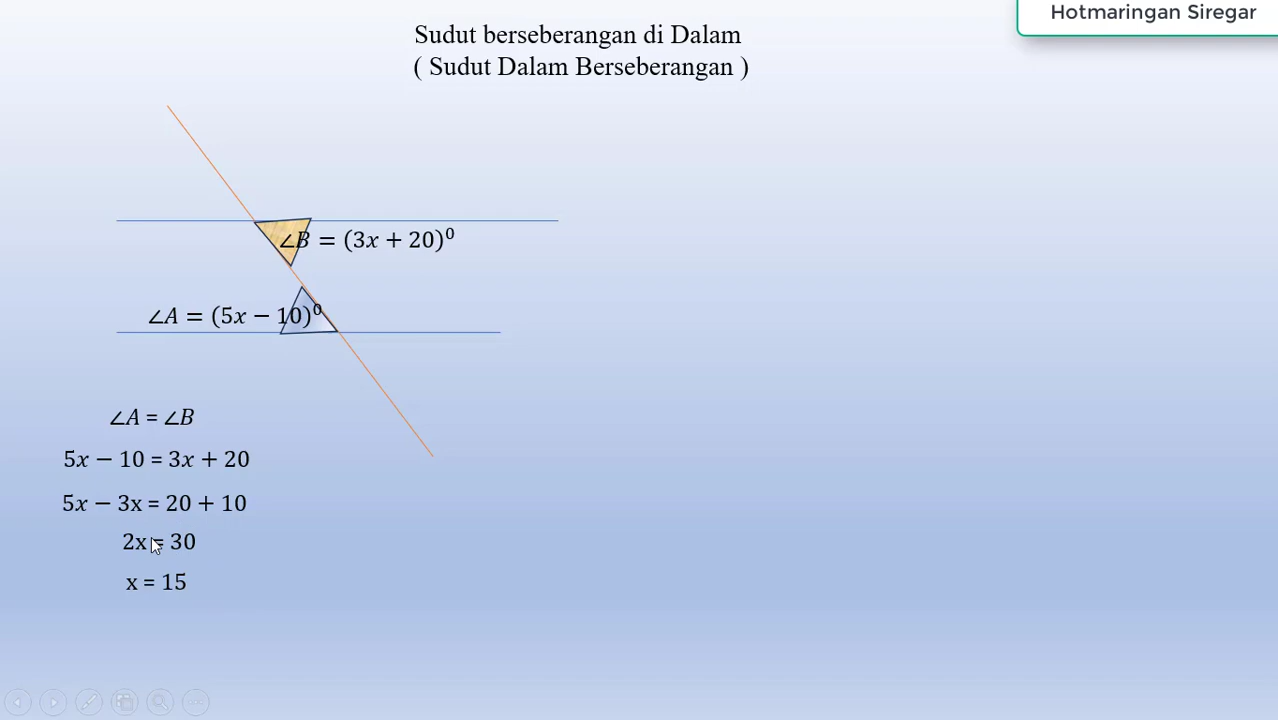 Hotmaringan Siregar
Sudut berseberangan di Dalam
( Sudut Dalam Berseberangan )
∠B = (3x + 20)⁰
∠A = (5x − 10)⁰
∠A = ∠B
5x − 10 = 3x + 20
5x − 3x = 20 + 10
2x = 30
x = 15